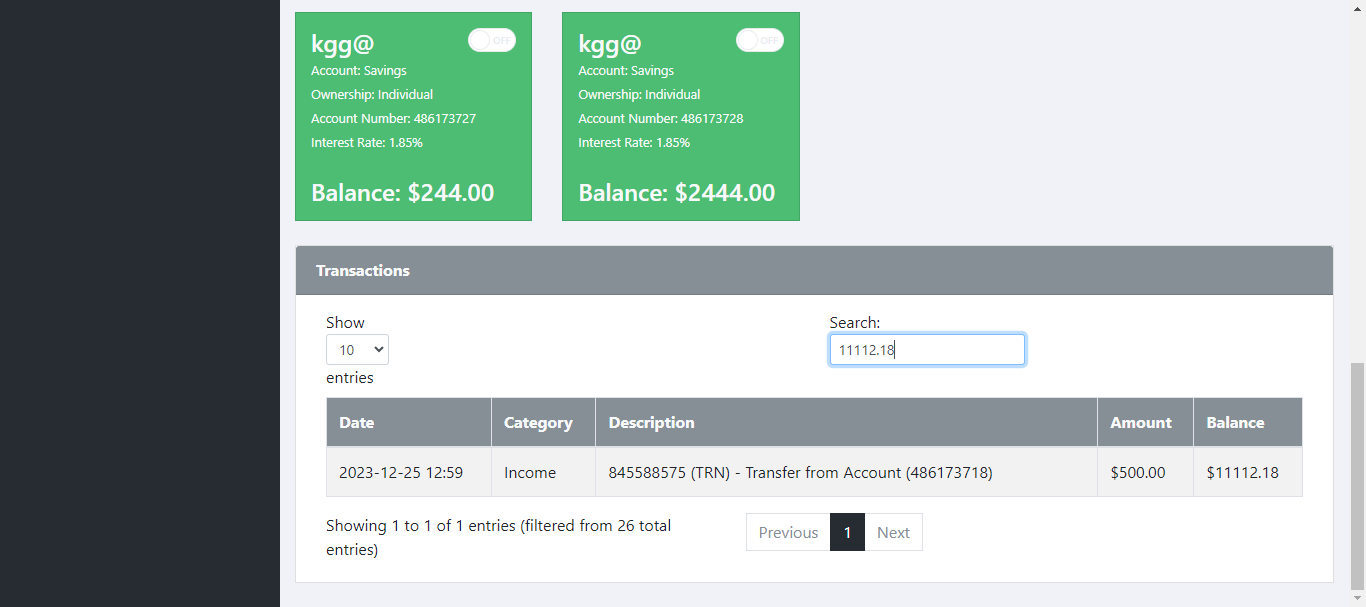 kgg@ OFF
Account: Savings
Ownership: Individual
Account Number: 486173727
Interest Rate: 1.85%
Balance: $244.00
kgg@ OFF
Account: Savings
Ownership: Individual
Account Number: 486173728
Interest Rate: 1.85%
Balance: $2444.00
Transactions
Show
10
entries
Search:
11112.18
Date Category Description Amount Balance
2023-12-25 12:59 Income 845588575 (TRN) - Transfer from Account (486173718) $500.00 $11112.18
Showing 1 to 1 of 1 entries (filtered from 26 total
entries)
Previous 1 Next